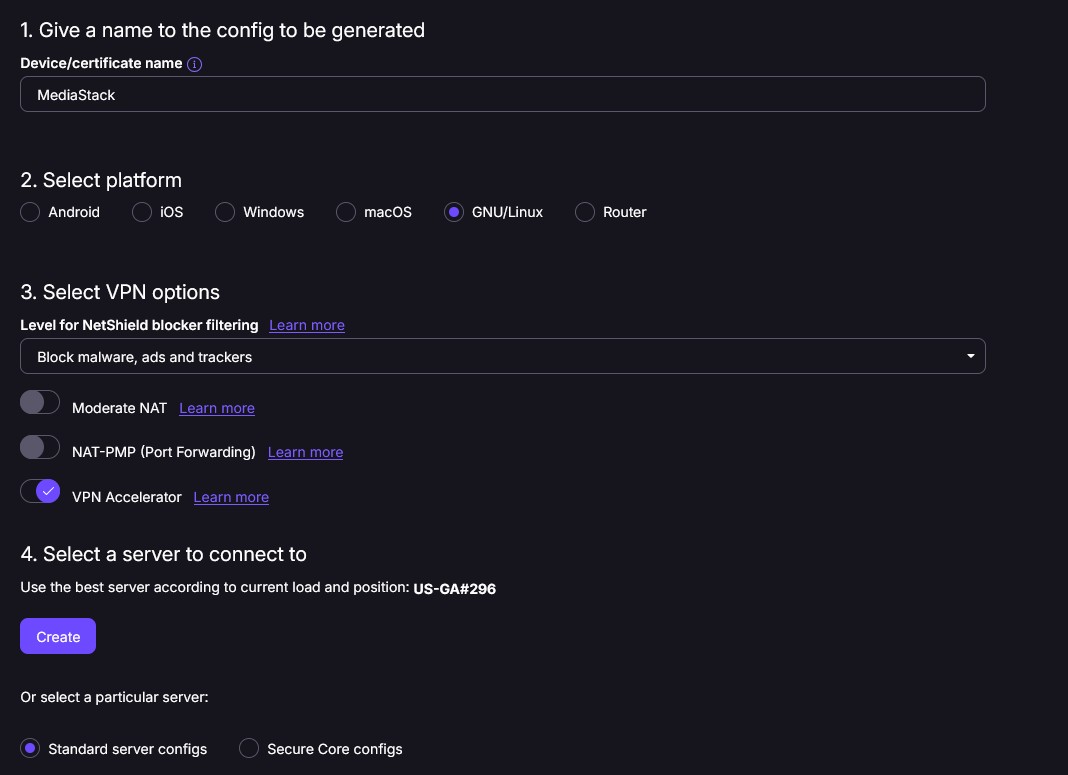 1. Give a name to the config to be generated
Device/certificate name
MediaStack
2. Select platform
Android iOS Windows macOS GNU/Linux Router
3. Select VPN options
Level for NetShield blocker filtering Learn more
Block malware, ads and trackers
Moderate NAT Learn more
NAT-PMP (Port Forwarding) Learn more
VPN Accelerator Learn more
4. Select a server to connect to
Use the best server according to current load and position: US-GA#296
Create
Or select a particular server:
Standard server configs Secure Core configs